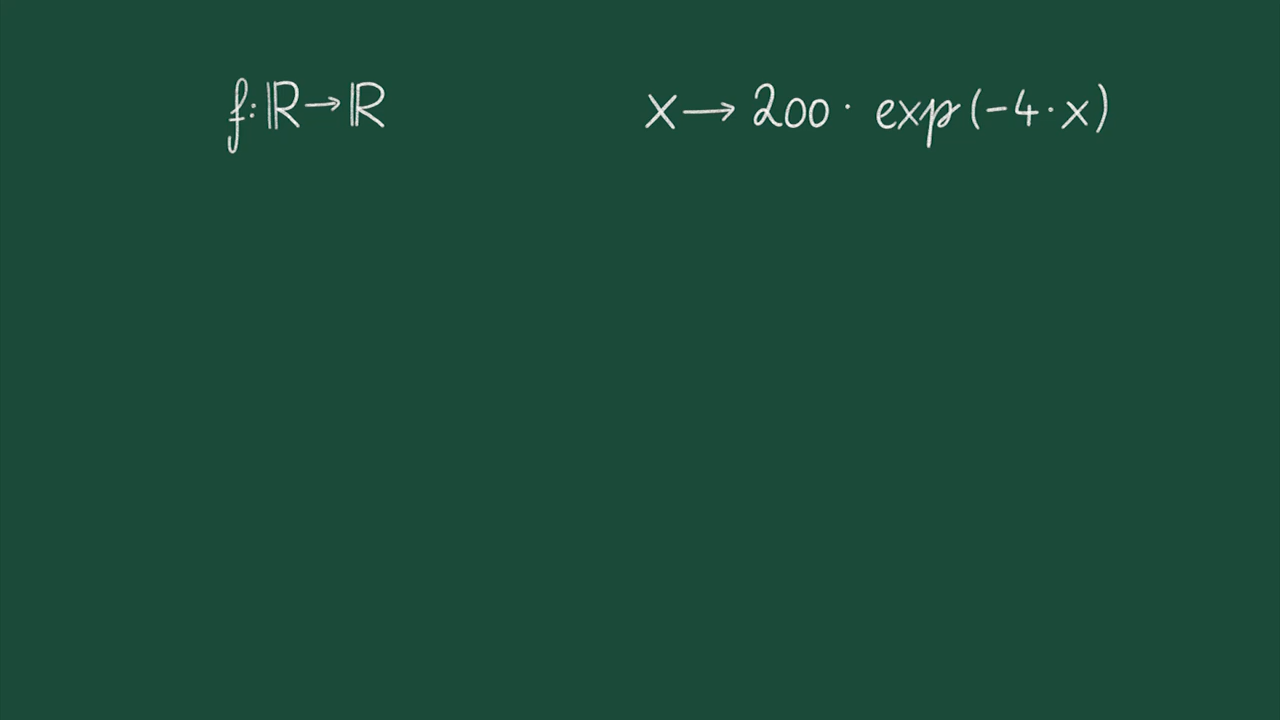 f: ℝ → ℝ x → 200 · exp(-4 · x)